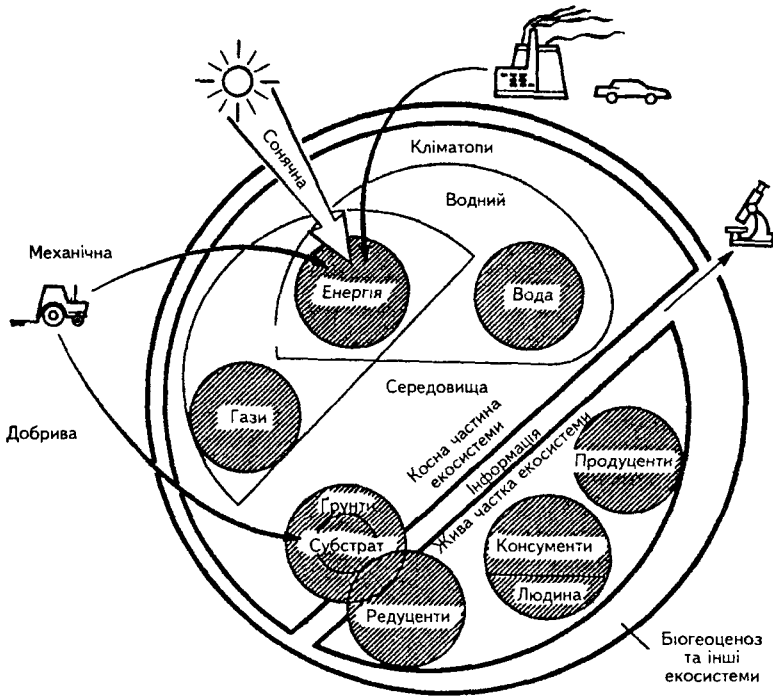 Сонячна
Кліматопи
Водний
Механічна
Енергія
Вода
Середовища
Гази
Добрива
Косна частина
екосистеми
Інформація
Жива частка екосистеми
Продуценти
Ґрунти
Субстрат
Консументи
Людина
Редуценти
Біогеоценоз
та інші
екосистеми